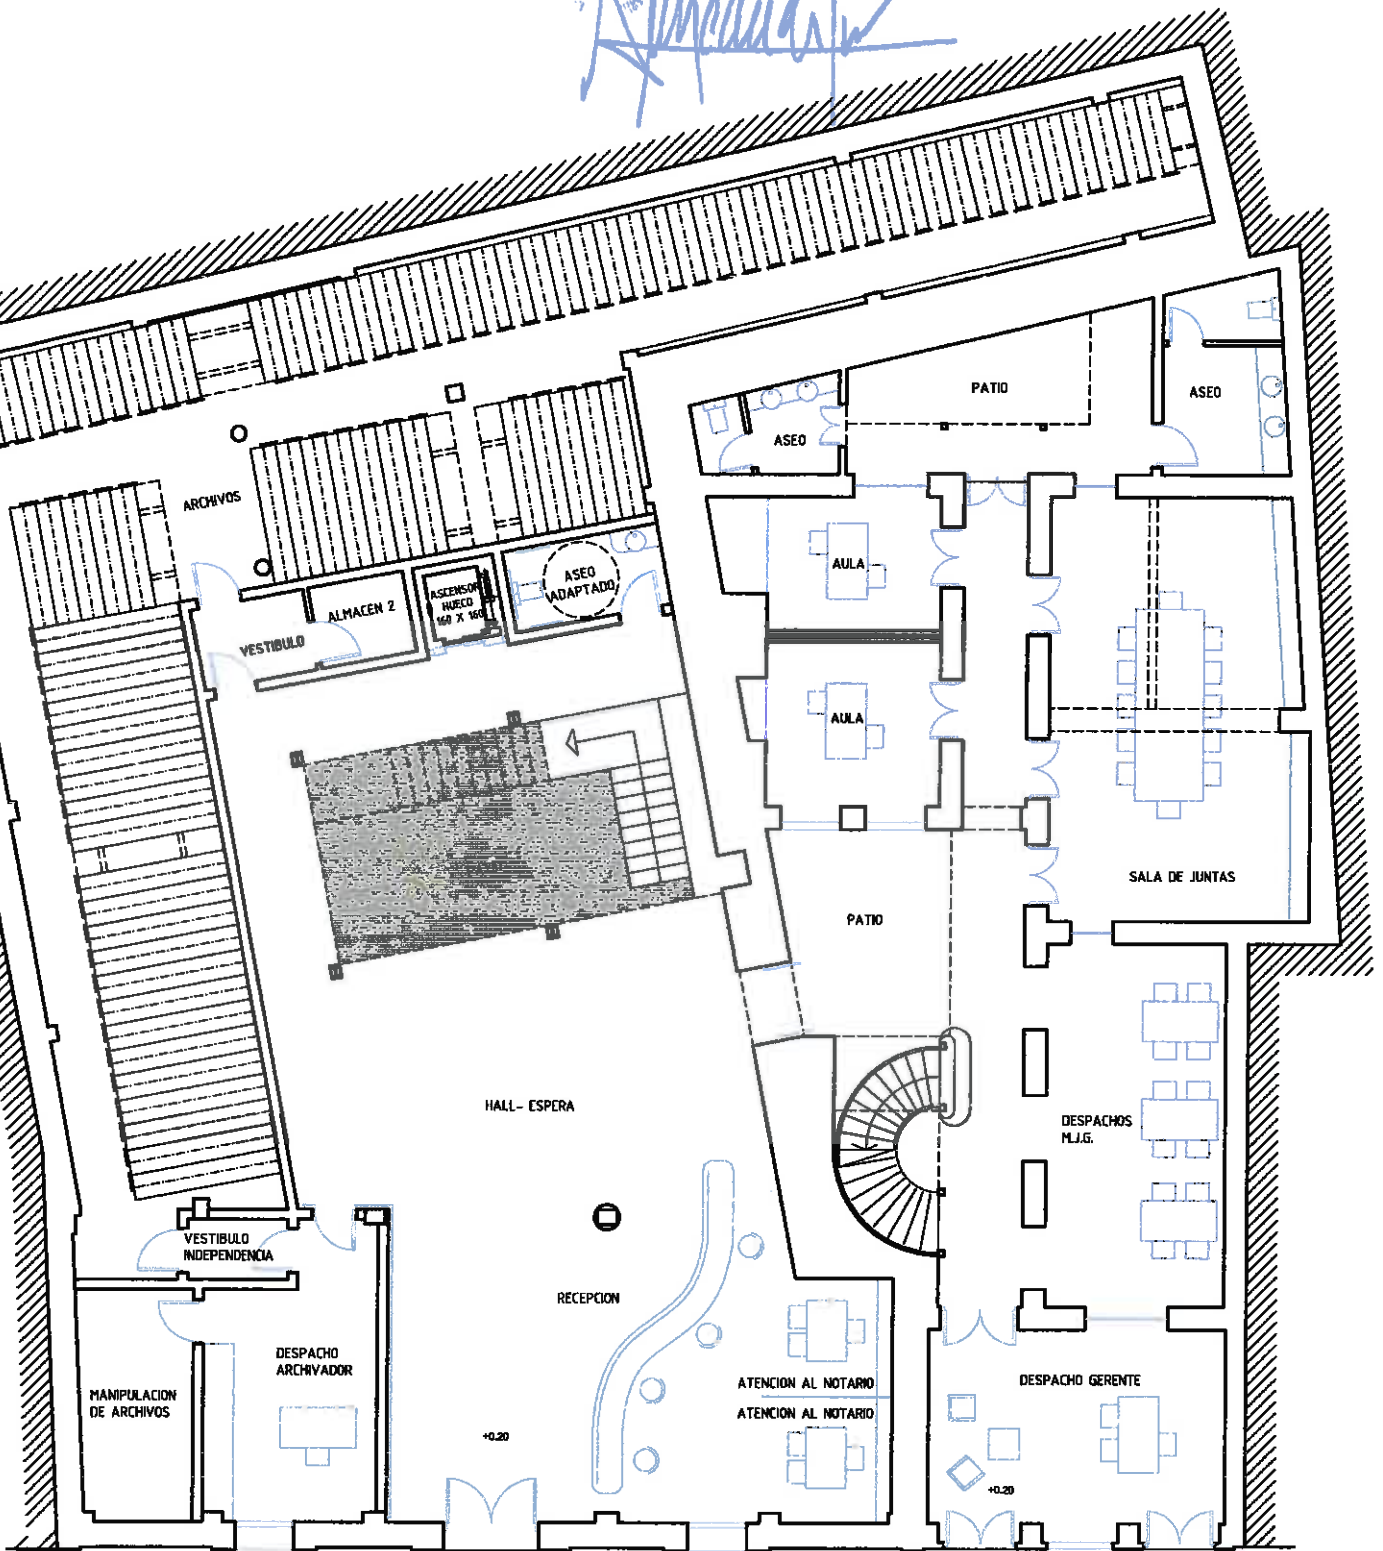 PATIO
ASEO
ASEO
ARCHIVOS
AULA
ASEO
ADAPTADO
ASCENSOR
HUECO
160 X 160
ALMACEN 2
VESTIBULO
AULA
SALA DE JUNTAS
PATIO
HALL- ESPERA
DESPACHOS
M.J.G.
VESTIBULO
INDEPENDENCIA
RECEPCION
DESPACHO
ARCHIVADOR
MANIPULACION
DE ARCHIVOS
ATENCION AL NOTARIO
ATENCION AL NOTARIO
DESPACHO GERENTE
+0.20
+0.20